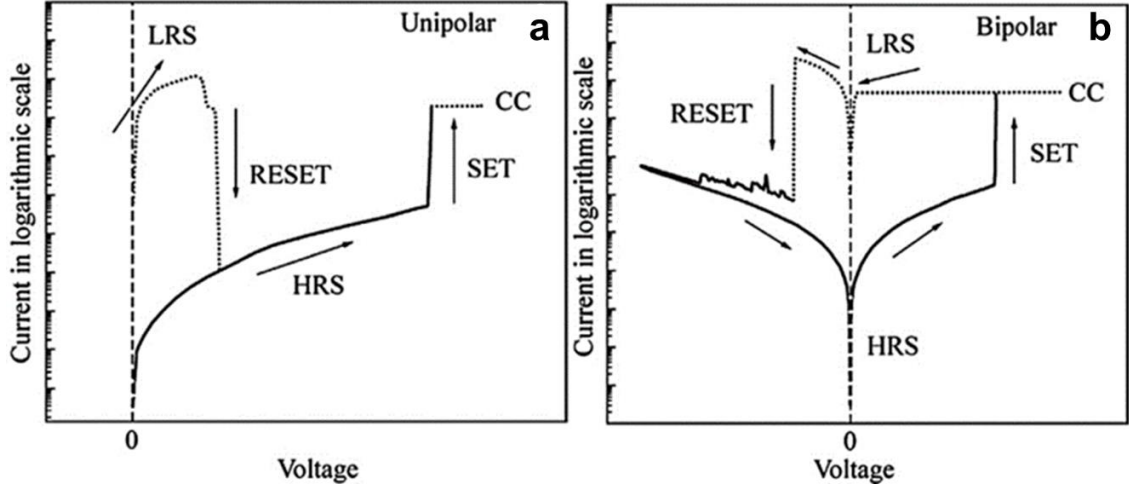 Unipolar a
LRS
CC
RESET
SET
HRS
Current in logarithmic scale
0
Voltage
Bipolar b
LRS
CC
RESET
SET
HRS
Current in logarithmic scale
0
Voltage